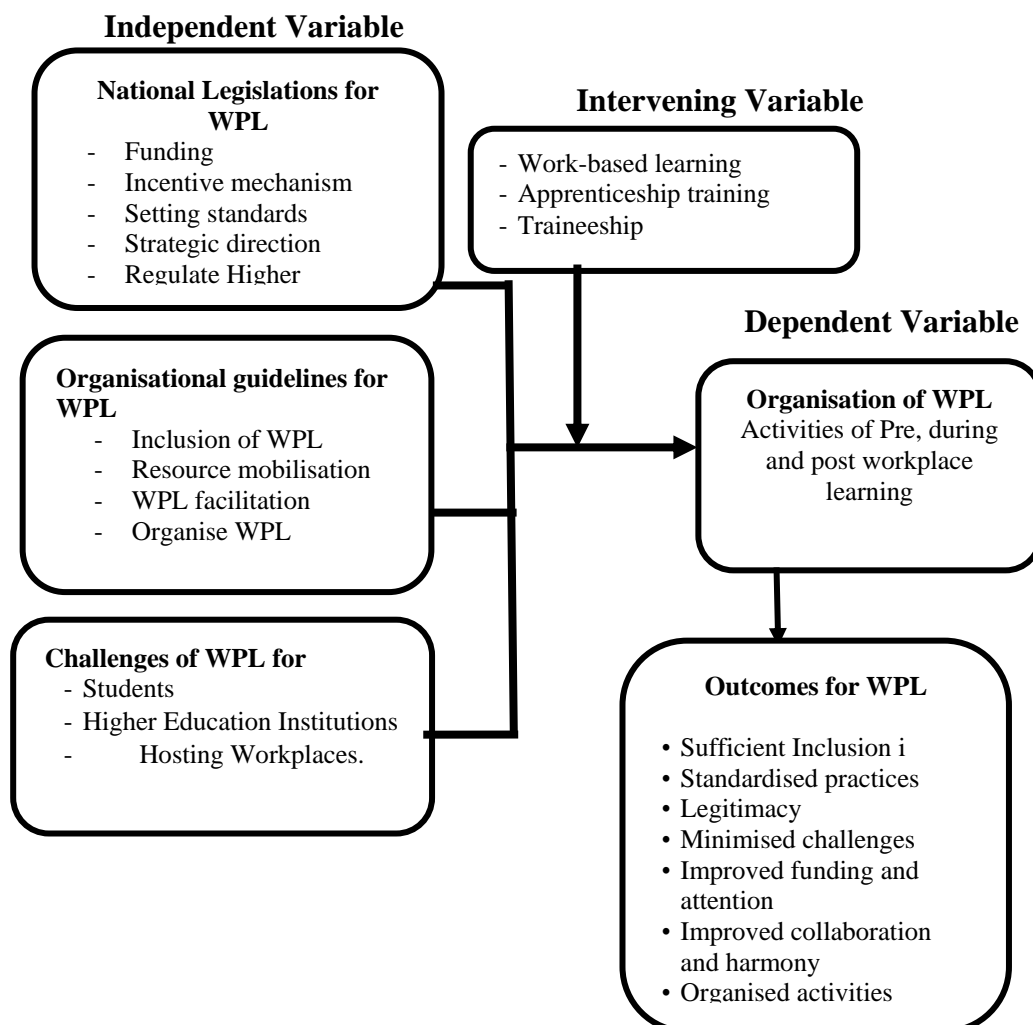 Independent Variable
National Legislations for
WPL
- Funding
- Incentive mechanism
- Setting standards
- Strategic direction
- Regulate Higher
Intervening Variable
- Work-based learning
- Apprenticeship training
- Traineeship
Organisational guidelines for
WPL
- Inclusion of WPL
- Resource mobilisation
- WPL facilitation
- Organise WPL
Dependent Variable
Organisation of WPL
Activities of Pre, during
and post workplace
learning
Challenges of WPL for
- Students
- Higher Education Institutions
- Hosting Workplaces.
Outcomes for WPL
• Sufficient Inclusion i
• Standardised practices
• Legitimacy
• Minimised challenges
• Improved funding and
attention
• Improved collaboration
and harmony
• Organised activities